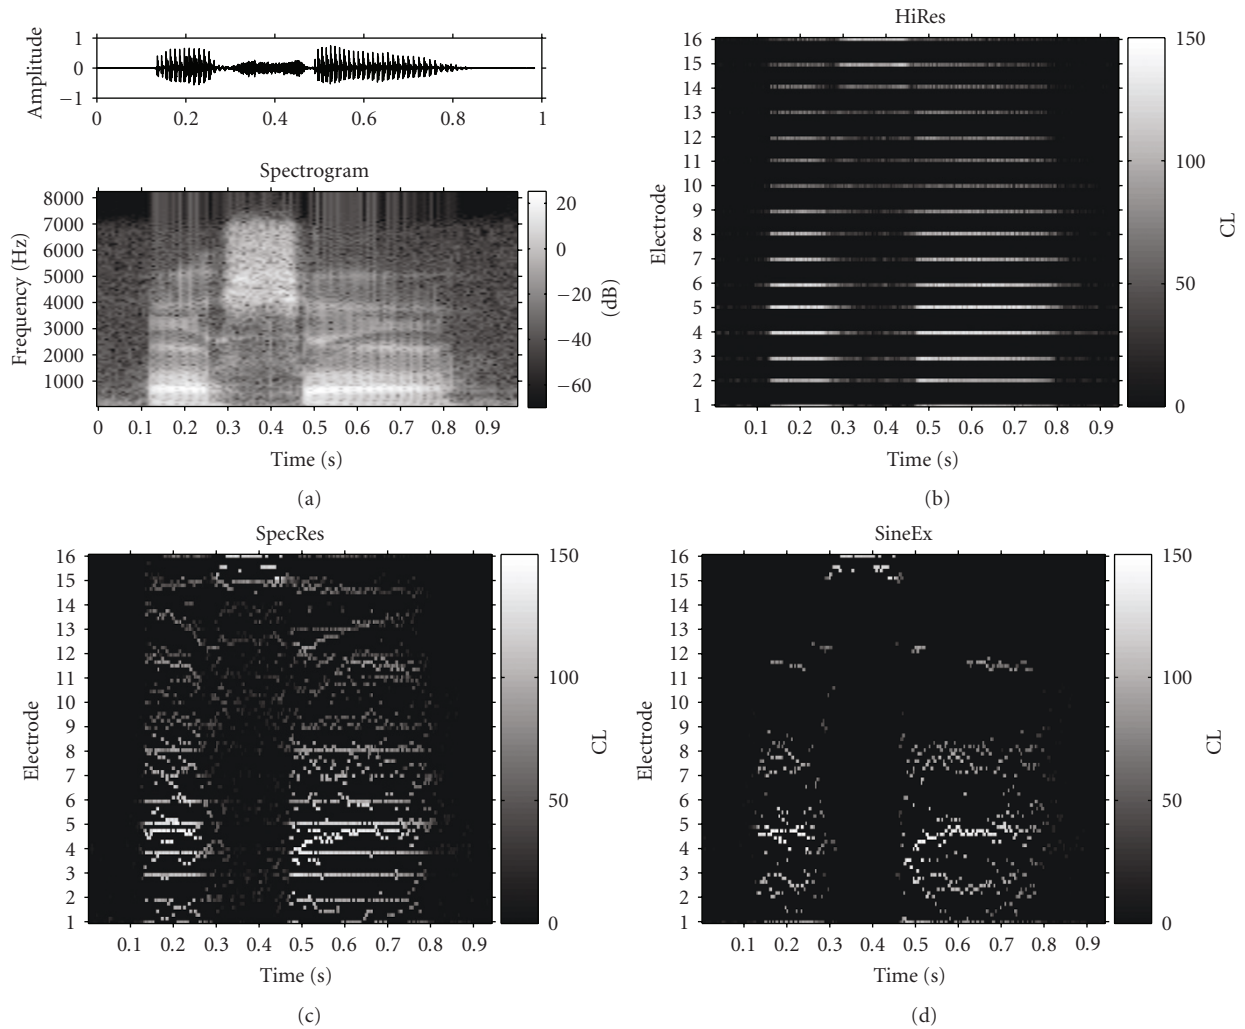 Amplitude
1
0
−1
0 0.2 0.4 0.6 0.8 1
Spectrogram
Frequency (Hz)
8000
7000
6000
5000
4000
3000
2000
1000
0 0.1 0.2 0.3 0.4 0.5 0.6 0.7 0.8 0.9
Time (s)
20
0
−20
−40
−60
(dB)
(a)
HiRes
Electrode
16
15
14
13
12
11
10
9
8
7
6
5
4
3
2
1
0.1 0.2 0.3 0.4 0.5 0.6 0.7 0.8 0.9
Time (s)
150
100
50
0
CL
(b)
SpecRes
Electrode
16
15
14
13
12
11
10
9
8
7
6
5
4
3
2
1
0.1 0.2 0.3 0.4 0.5 0.6 0.7 0.8 0.9
Time (s)
150
100
50
0
CL
(c)
SineEx
Electrode
16
15
14
13
12
11
10
9
8
7
6
5
4
3
2
1
0.1 0.2 0.3 0.4 0.5 0.6 0.7 0.8 0.9
Time (s)
150
100
50
0
CL
(d)